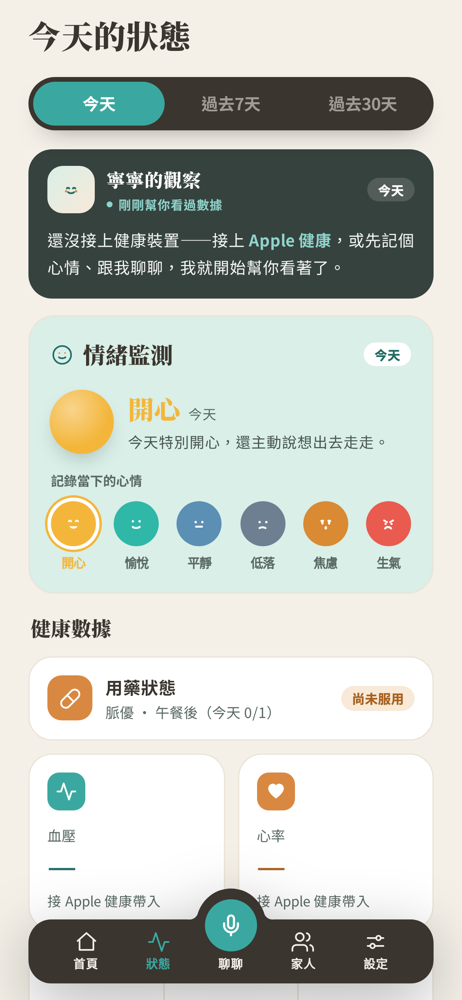 今天的狀態
今天
過去7天
過去30天
寧寧的觀察
剛剛幫你看過數據
今天
還沒接上健康裝置——接上 Apple 健康，或先記個
心情、跟我聊聊，我就開始幫你看著了。
情緒監測
今天
開心 今天
今天特別開心，還主動說想出去走走。
記錄當下的心情
開心
愉悅
平靜
低落
焦慮
生氣
健康數據
用藥狀態
脈優 · 午餐後（今天 0/1）
尚未服用
血壓
—
接 Apple 健康帶入
心率
—
接 Apple 健康帶入
首頁
狀態
聊聊
家人
設定